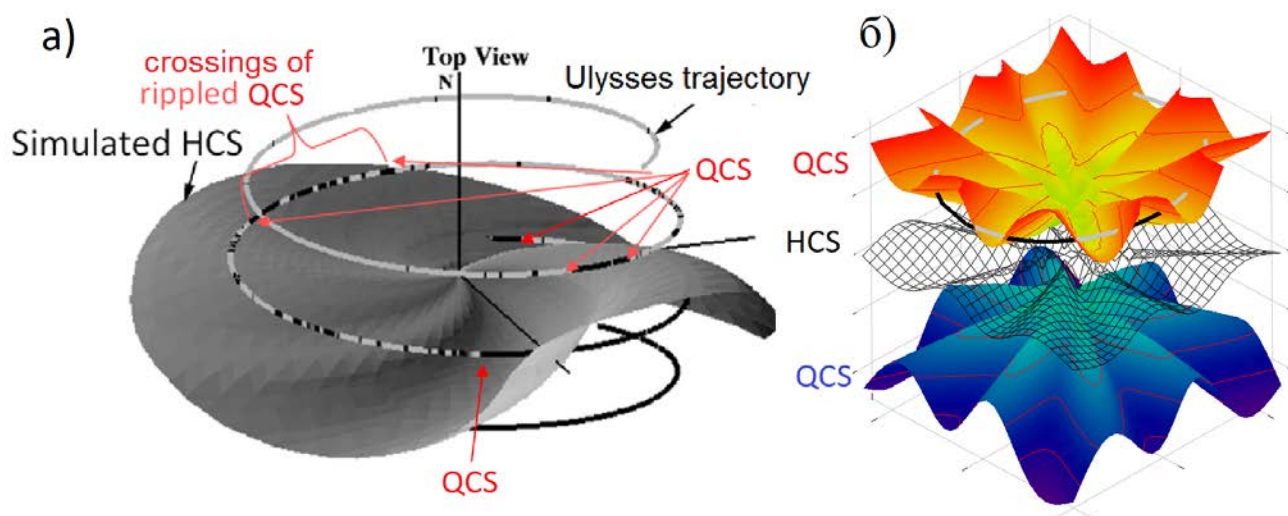 а)
crossings of
rippled QCS
Simulated HCS
Top View
N
Ulysses trajectory
QCS
QCS
б)
QCS
HCS
QCS